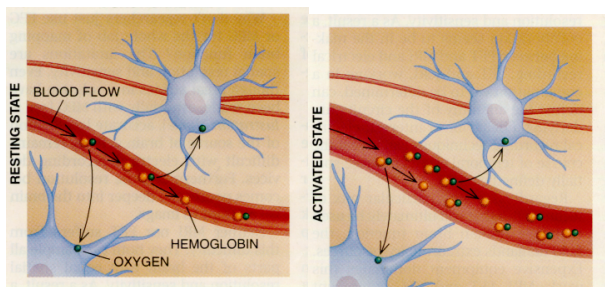 RESTING STATE
BLOOD FLOW
HEMOGLOBIN
OXYGEN
ACTIVATED STATE